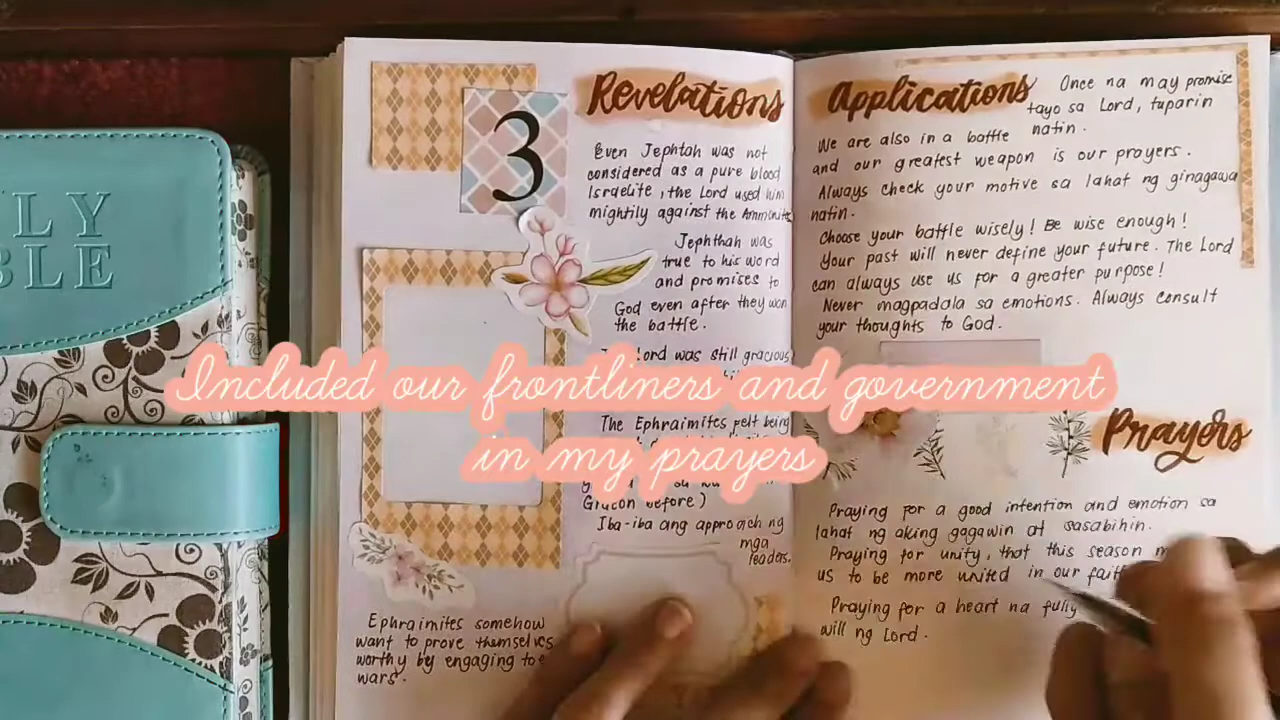 LY
BLE
3
Revelations
Even Jephtah was not
considered as a pure blood
Israelite, the Lord used him
mightily against the Ammonites
Jephthah was
true to his word
and promises to
God even after they won
the battle.
Lord was still gracious
The Ephraimites felt being
before)
Iba-iba ang approach ng
mga
leaders.
Ephraimites somehow
want to prove themselves
worthy by engaging to
wars.
Applications
Once na may promise
tayo sa Lord, tuparin
natin.
We are also in a battle
and our greatest weapon is our prayers.
Always check your motive sa lahat ng ginagawa
natin.
Choose your battle wisely! Be wise enough!
Your past will never define your future. The Lord
can always use us for a greater purpose!
Never magpadala sa emotions. Always consult
your thoughts to God.
Included our frontliners and government
in my prayers
Prayers
Praying for a good intention and emotion sa
lahat ng aking gagawin at sasabihin.
Praying for unity, that this season
us to be more united in our
Praying for a heart na fully
will ng Lord.